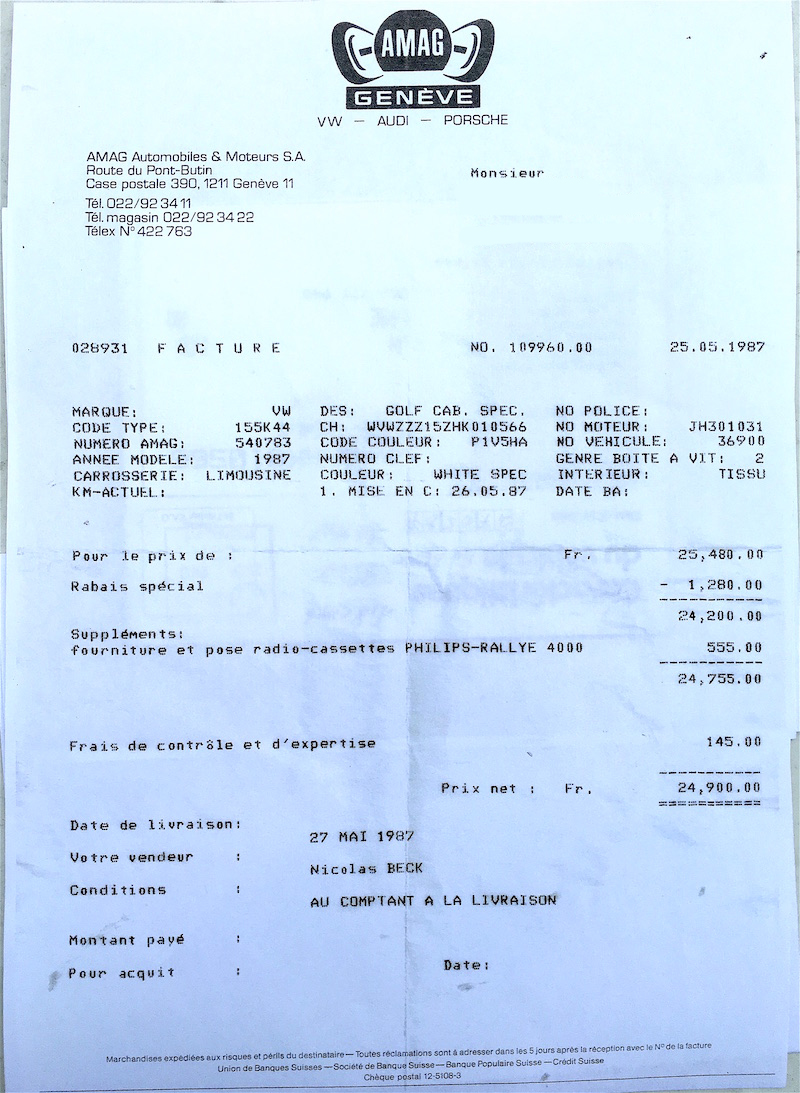 AMAG
GENÈVE
VW — AUDI — PORSCHE
AMAG Automobiles & Moteurs S.A.
Route du Pont-Butin
Case postale 390, 1211 Genève 11
Tél. 022/92 34 11
Tél. magasin 022/92 34 22
Télex Nº 422 763
Monsieur
028931 F A C T U R E NO. 109960.00 25.05.1987
MARQUE: VW DES: GOLF CAB. SPEC. NO POLICE:
CODE TYPE: 155K44 CH: WVWZZZ15ZHK010566 NO MOTEUR: JH301031
NUMERO AMAG: 540783 CODE COULEUR: P1V5HA NO VEHICULE: 36900
ANNEE MODELE: 1987 NUMERO CLEF: GENRE BOITE A VIT: 2
CARROSSERIE: LIMOUSINE COULEUR: WHITE SPEC INTERIEUR: TISSU
KM-ACTUEL: 1. MISE EN C: 26.05.87 DATE BA:
Pour le prix de : Fr. 25,480.00
Rabais spécial - 1,280.00
24,200.00
Suppléments:
fourniture et pose radio-cassettes PHILIPS-RALLYE 4000 555.00
24,755.00
Frais de contrôle et d'expertise 145.00
Prix net : Fr. 24,900.00
Date de livraison:
27 MAI 1987
Votre vendeur :
Nicolas BECK
Conditions :
AU COMPTANT A LA LIVRAISON
Montant payé :
Pour acquit : Date:
Marchandises expédiées aux risques et périls du destinataire — Toutes réclamations sont à adresser dans les 5 jours après la réception avec le Nº de la facture
Union de Banques Suisses — Société de Banque Suisse — Banque Populaire Suisse — Crédit Suisse
Chèque postal 12-5108-3